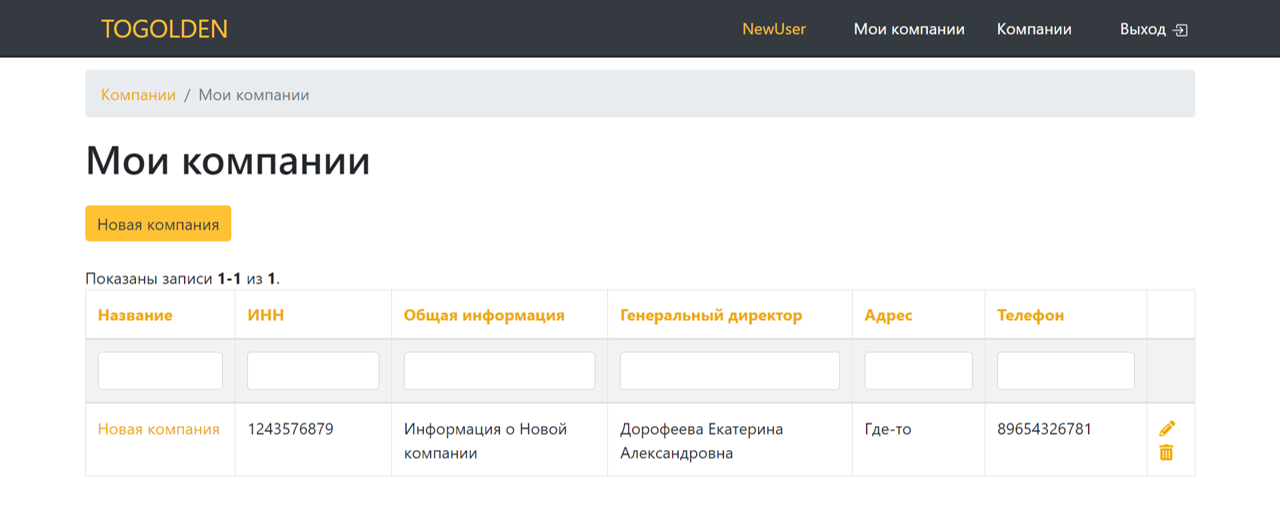 TOGOLDEN NewUser Мои компании Компании Выход
Компании / Мои компании
Мои компании
Новая компания
Показаны записи 1-1 из 1.
Название ИНН Общая информация Генеральный директор Адрес Телефон
Новая компания 1243576879 Информация о Новой Дорофеева Екатерина Где-то 89654326781
компании Александровна